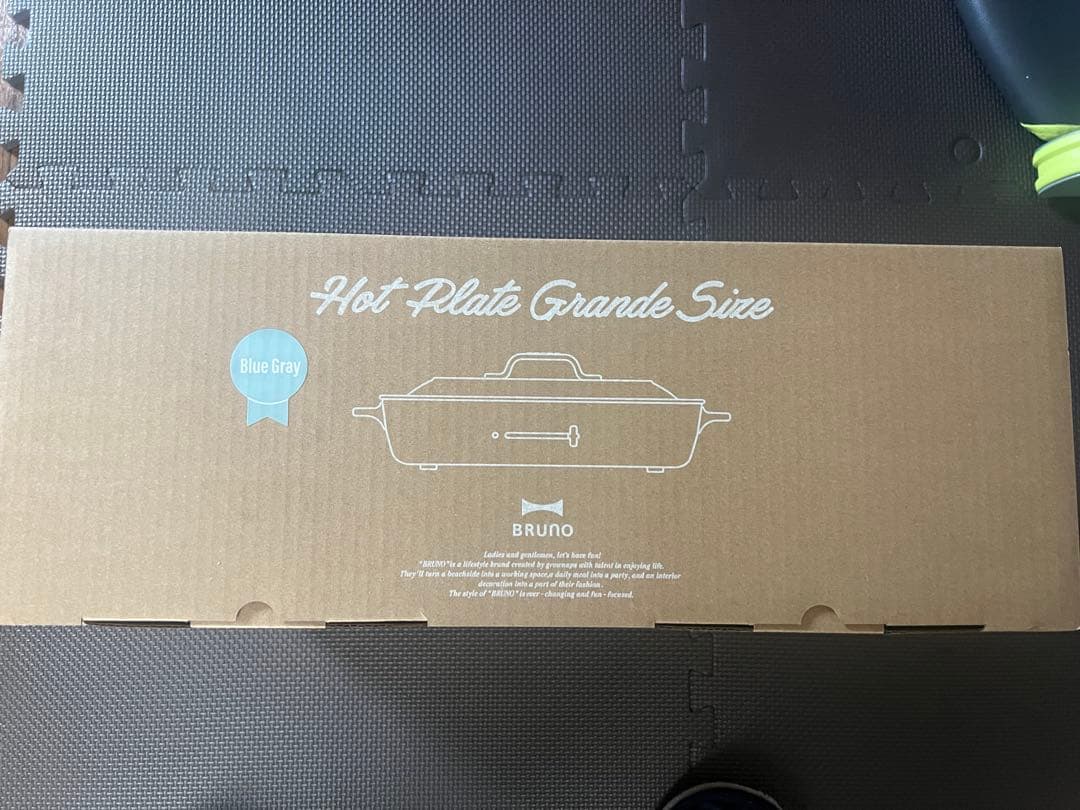 Hot Plate Grande Size
Blue Gray
BRUNO
Ladies and gentlemen, let's have fun!
"BRUNO" is a lifestyle brand created by grownups with talent in enjoying life.
They'll turn a beachside into a working space, a daily meal into a party, and an interior
decoration into a part of their fashion.
The style of "BRUNO" is ever - changing and fun - focused.